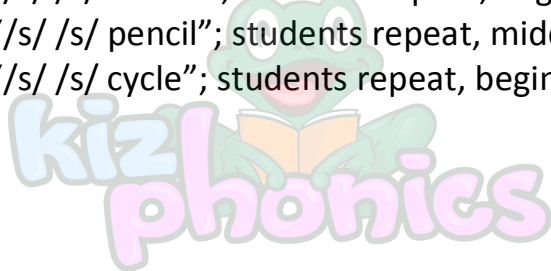 /s/ /s/ pencil”; students repeat, midd
/s/ /s/ cycle”; students repeat, begin
kiz
phonics